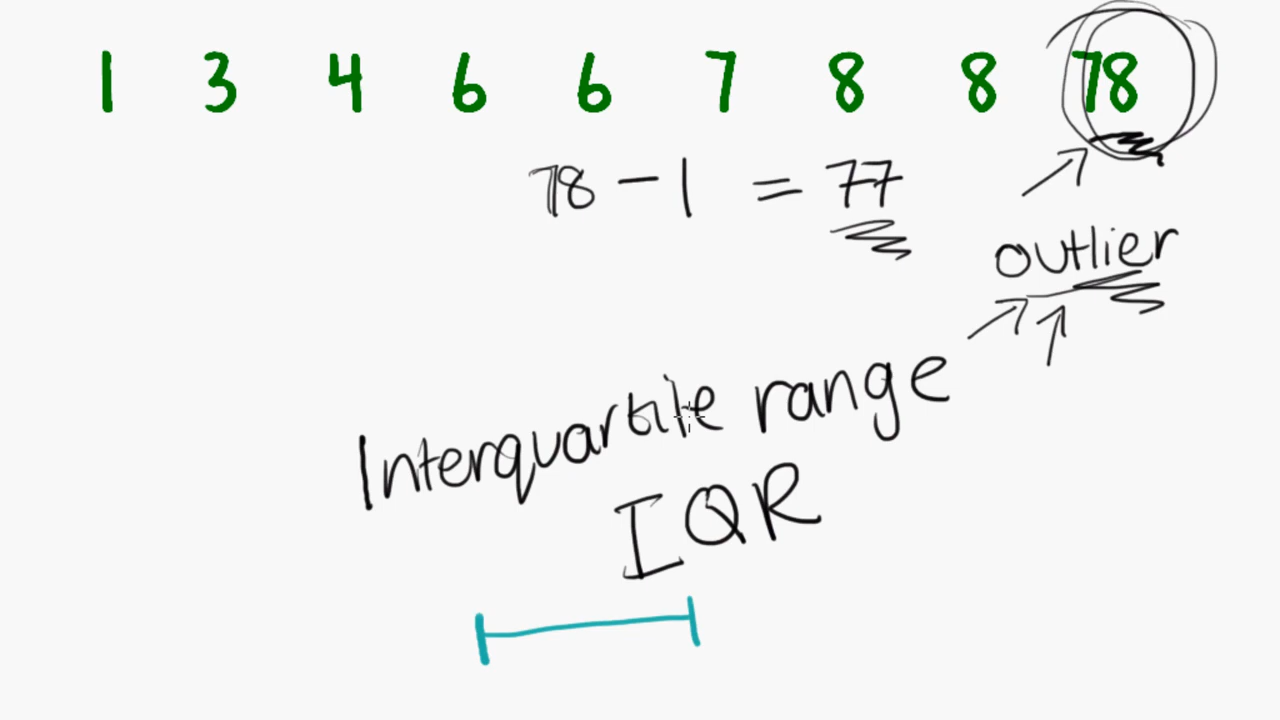 1 3 4 6 6 7 8 8 78
78 - 1 = 77
outlier
Interquartile range
IQR